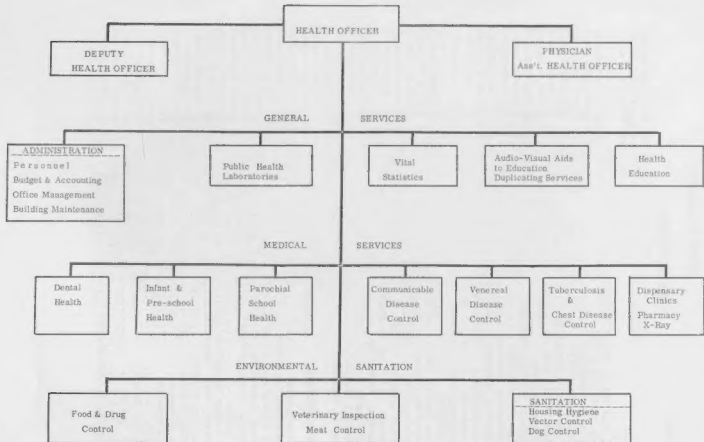 HEALTH OFFICER
DEPUTY
HEALTH OFFICER
PHYSICIAN
Ass't. HEALTH OFFICER
GENERAL SERVICES
ADMINISTRATION
Personnel
Budget & Accounting
Office Management
Building Maintenance
Public Health
Laboratories
Vital
Statistics
Audio-Visual Aids
to Education
Duplicating Services
Health
Education
MEDICAL SERVICES
Dental
Health
Infant &
Pre-school
Health
Parochial
School
Health
Communicable
Disease
Control
Venereal
Disease
Control
Tuberculosis
&
Chest Disease
Control
Dispensary
Clinics
Pharmacy
X-Ray
ENVIRONMENTAL SANITATION
Food & Drug
Control
Veterinary Inspection
Meat Control
SANITATION
Housing Hygiene
Vector Control
Dog Control